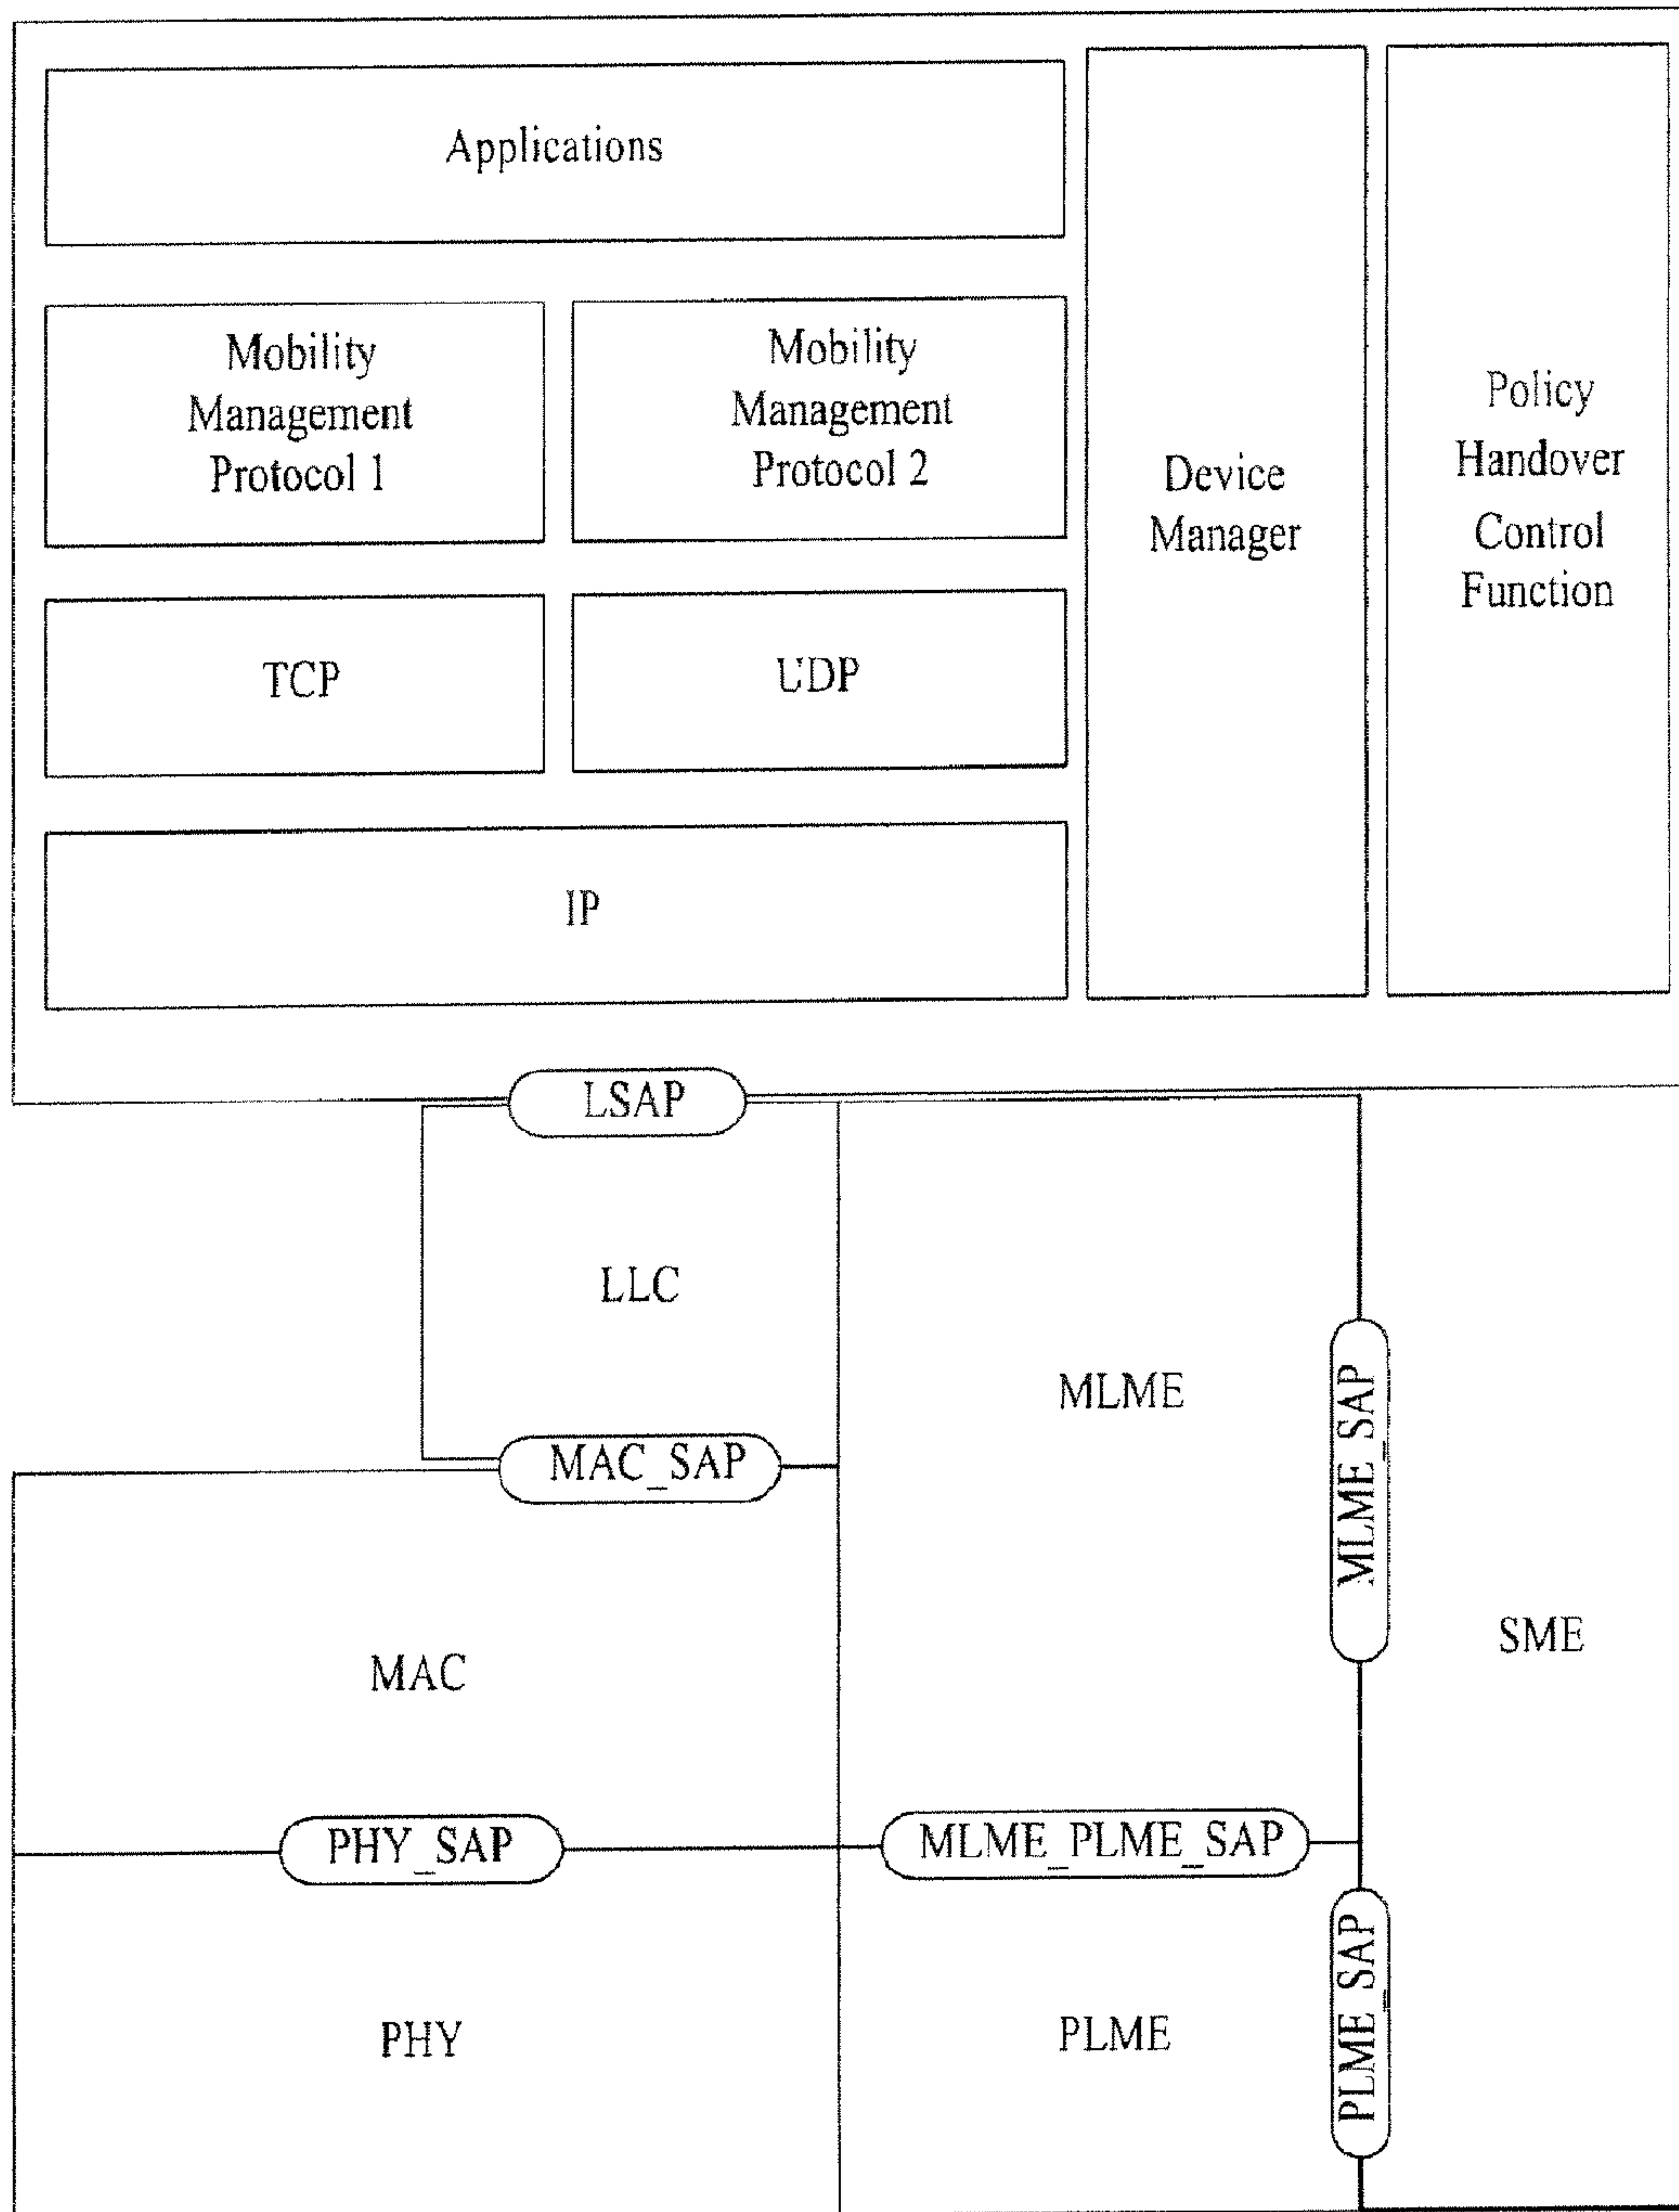 Applications
Mobility
Management
Protocol 1
Mobility
Management
Protocol 2
Device
Manager
Policy
Handover
Control
Function
TCP
UDP
IP
LSAP
LLC
MLME
MLME_SAP
MAC_SAP
SME
MAC
PHY_SAP
MLME_PLME_SAP
PHY
PLME
PLME_SAP